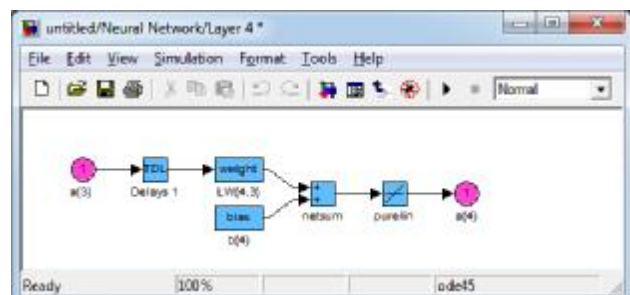 untitled/Neural Network/Layer 4 *
File Edit View Simulation Format Tools Help
Normal
1 TDL weight 1
a(3) Delays 1 LW(4,3) netsum purelin a(4)
bias
b(4)
Ready 100% ode45